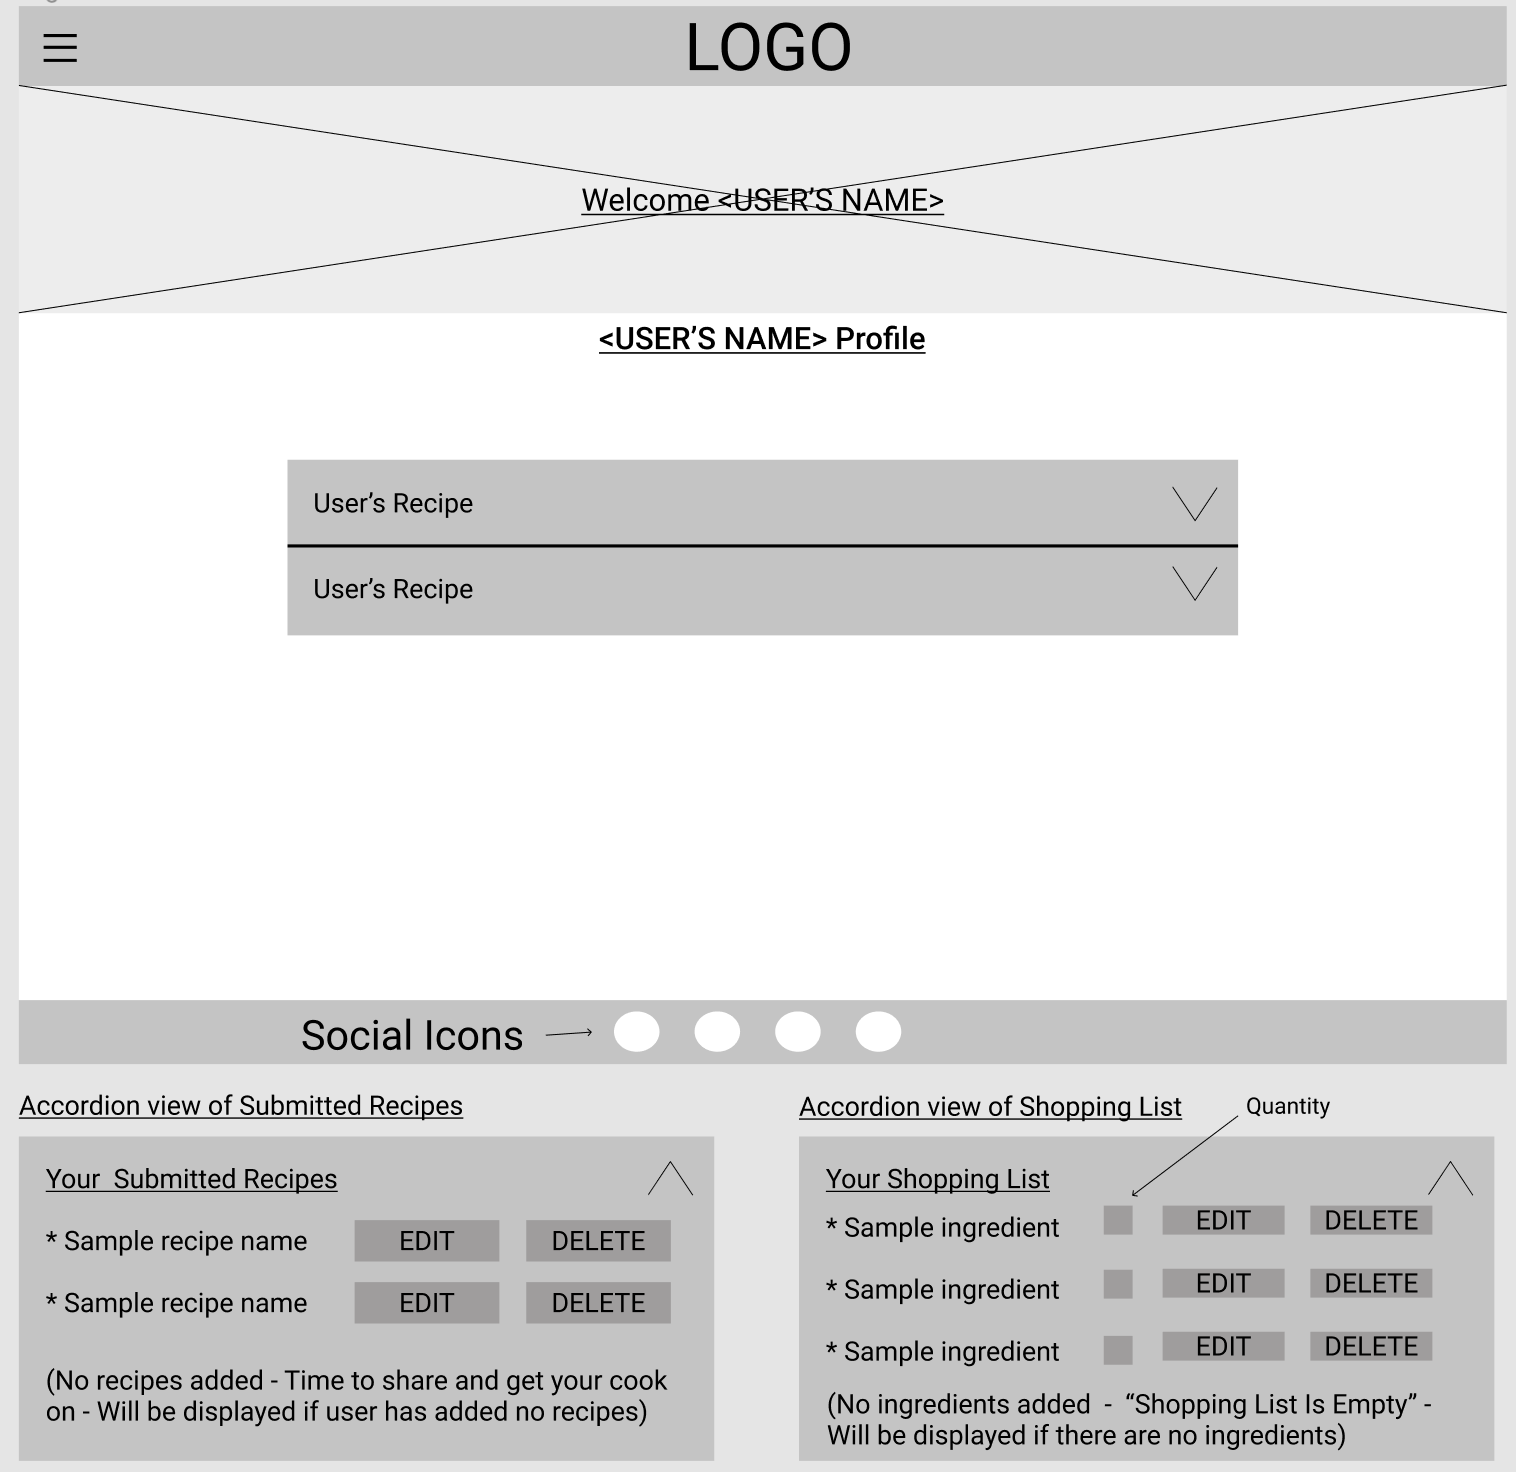 LOGO
Welcome <USER’S NAME>
<USER’S NAME> Profile
User’s Recipe
User’s Recipe
Social Icons
Accordion view of Submitted Recipes
Your  Submitted Recipes
* Sample recipe name EDIT DELETE
* Sample recipe name EDIT DELETE
(No recipes added - Time to share and get your cook
on - Will be displayed if user has added no recipes)
Accordion view of Shopping List
Quantity
Your Shopping List
* Sample ingredient EDIT DELETE
* Sample ingredient EDIT DELETE
* Sample ingredient EDIT DELETE
(No ingredients added  -  “Shopping List Is Empty” -
Will be displayed if there are no ingredients)